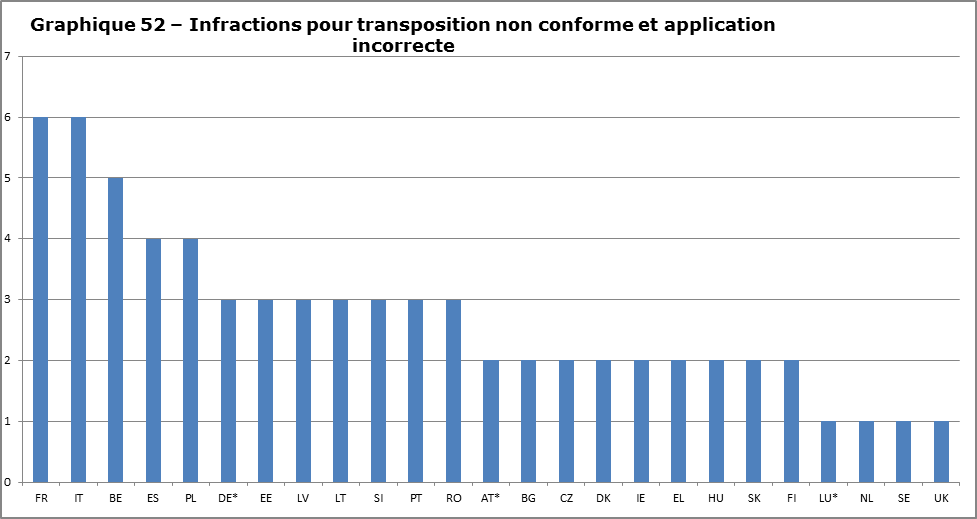 Graphique 52 – Infractions pour transposition non conforme et application
incorrecte
7
6
5
4
3
2
1
0
FR IT BE ES PL DE* EE LV LT SI PT RO AT* BG CZ DK IE EL HU SK FI LU* NL SE UK